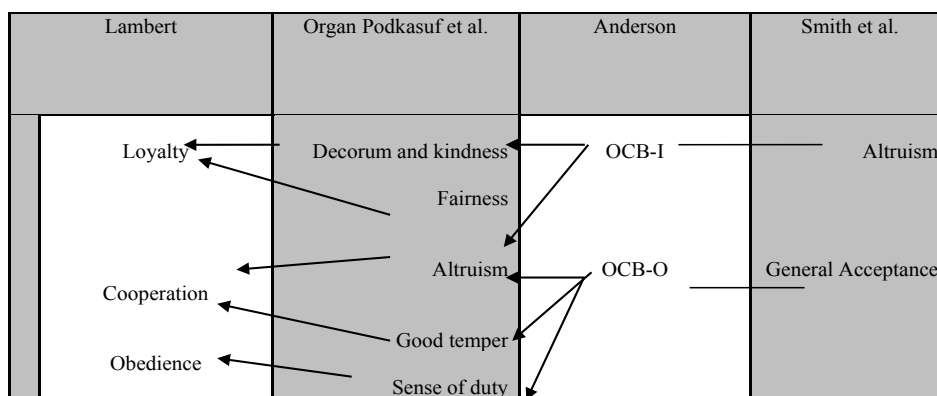 Lambert
Organ Podkasuf et al.
Anderson
Smith et al.
Loyalty
Decorum and kindness
OCB-I
Altruism
Fairness
Altruism
OCB-O
General Acceptance
Cooperation
Good temper
Obedience
Sense of duty